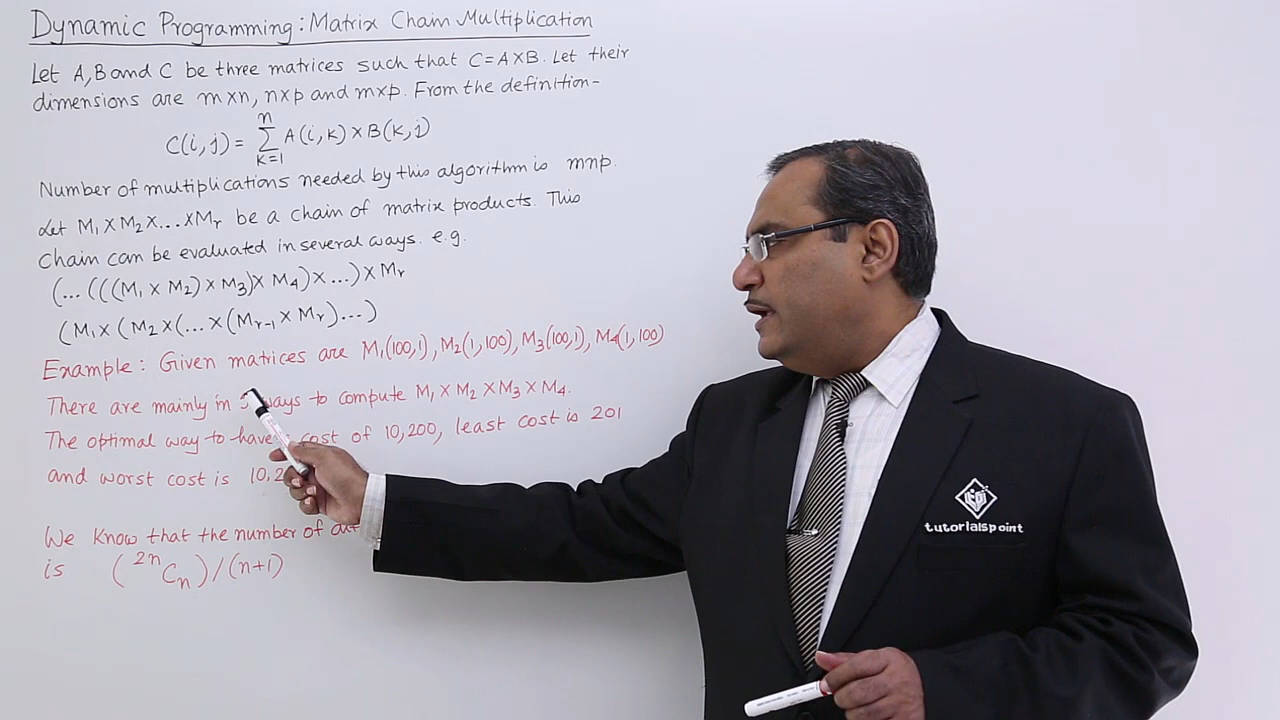 Dynamic Programming: Matrix Chain Multiplication
Let A, B and C be three matrices such that C=A×B. Let their
dimensions are m×n, n×p and m×p. From the definition-
C(i,j) = ∑ₖ₌₁ⁿ A(i,k) × B(k,j)
Number of multiplications needed by this algorithm is mnp.
Let M₁×M₂×...×Mᵣ be a chain of matrix products. This
chain can be evaluated in several ways. e.g.
(...(((M₁×M₂)×M₃)×M₄)×...)×Mᵣ
(M₁×(M₂×(...×(Mᵣ₋₁×Mᵣ)...)
Example: Given matrices are M₁(100,1), M₂(1,100), M₃(100,1), M₄(1,100)
There are mainly in ways to compute M₁×M₂×M₃×M₄.
The optimal way to have cost of 10,200, least cost is 201
and worst cost is 10,2
We know that the number of
is (²ⁿCₙ)/(n+1)
tutorialspoint